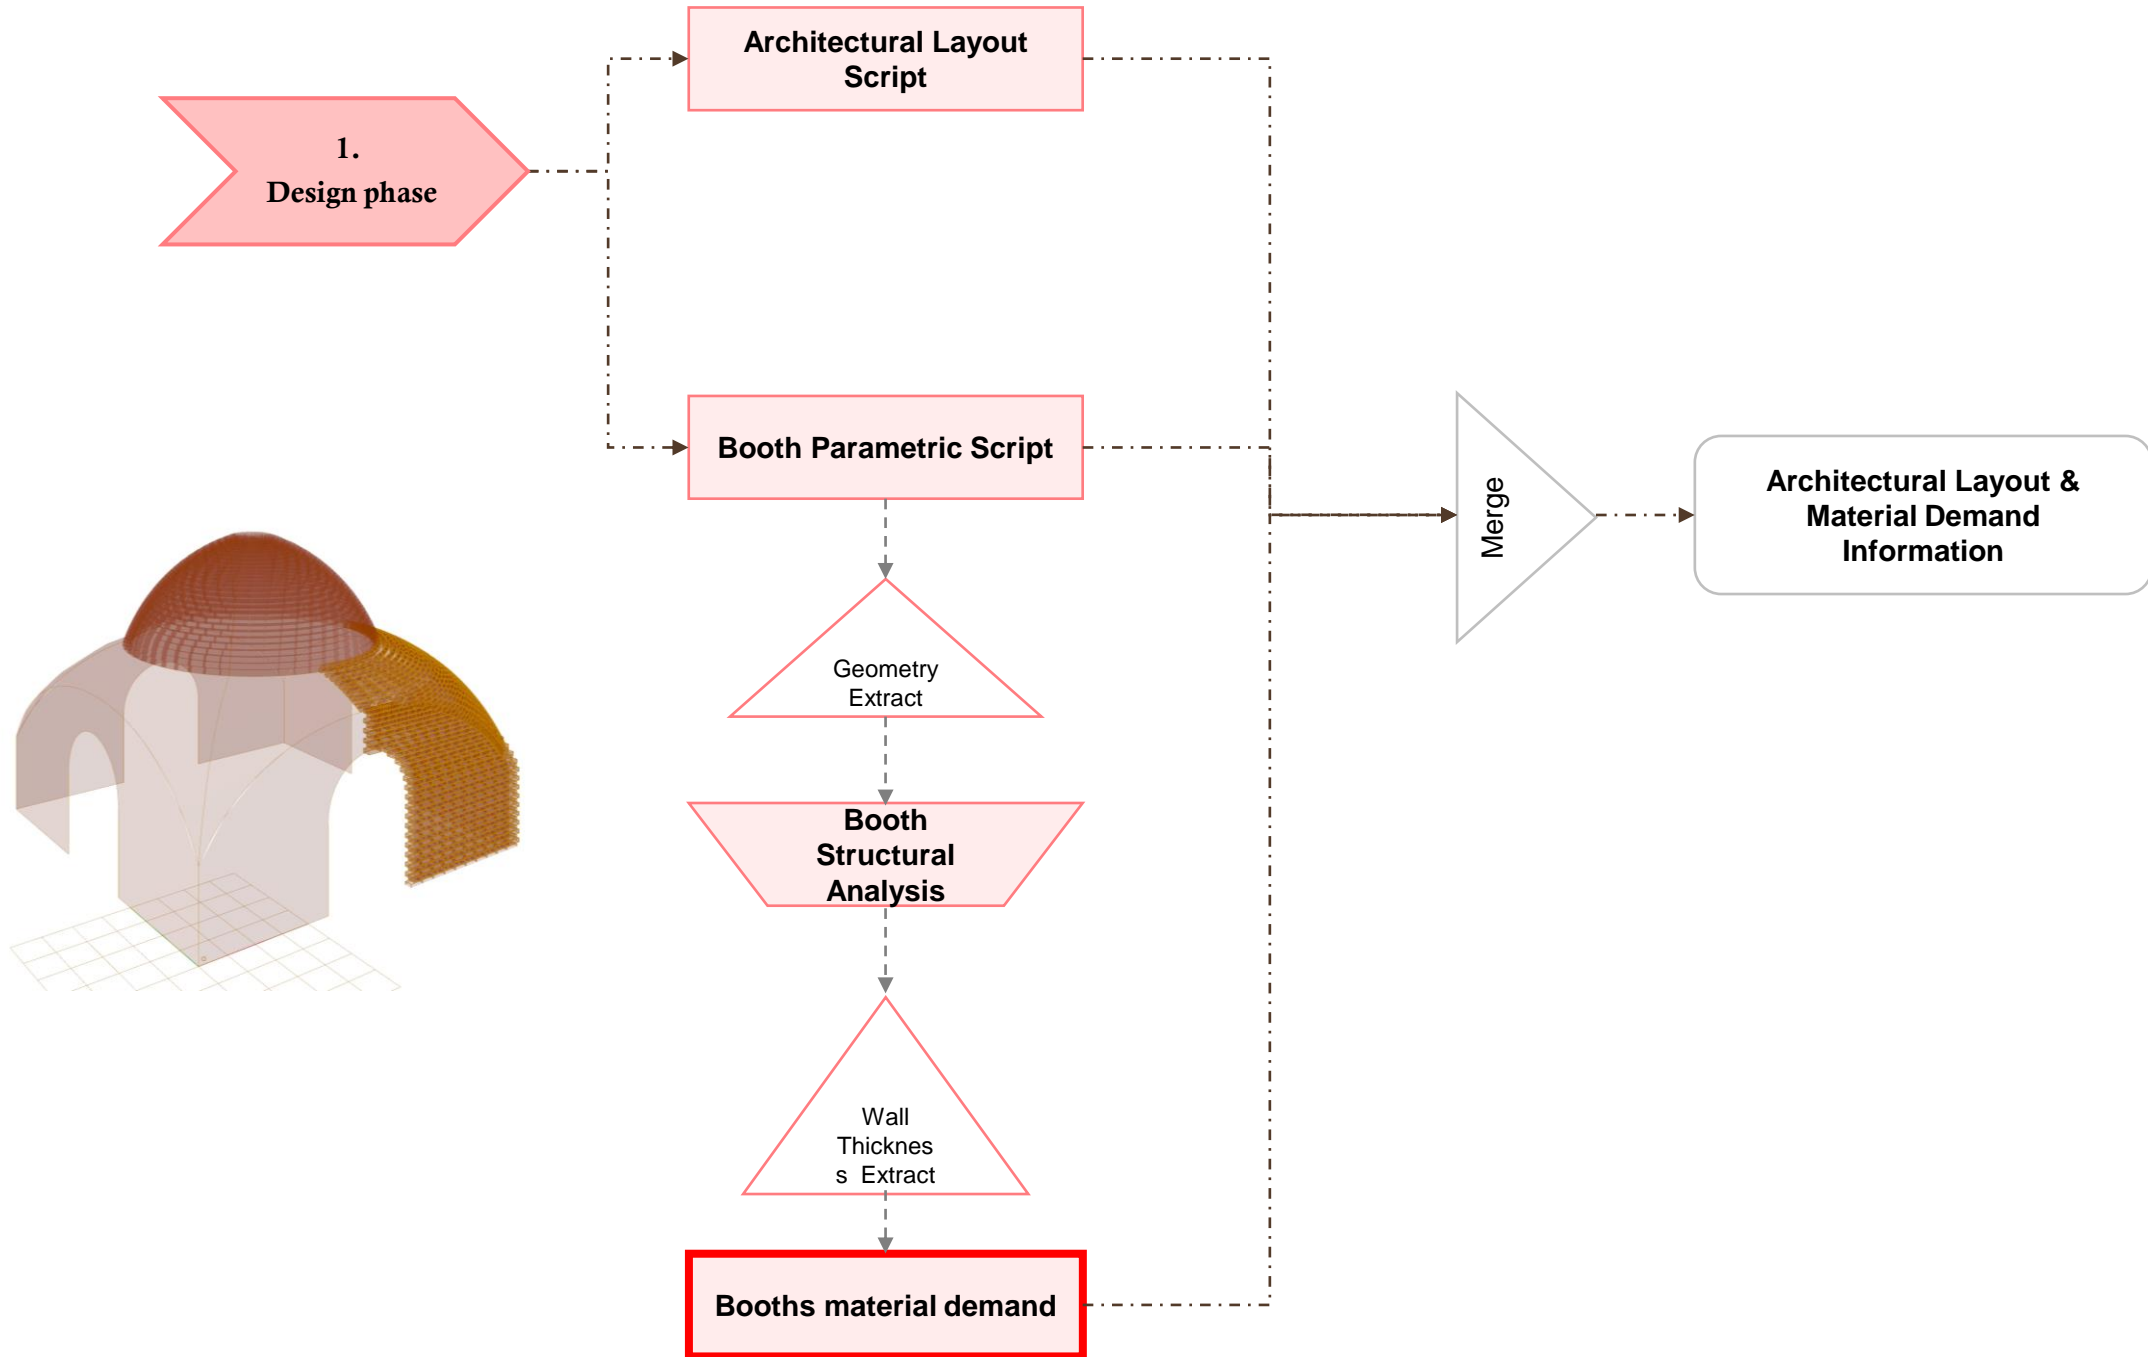 Architectural Layout
Script
1.
Design phase
Booth Parametric Script
Merge
Architectural Layout &
Material Demand
Information
Geometry
Extract
Booth
Structural
Analysis
Wall
Thicknes
s Extract
Booths material demand